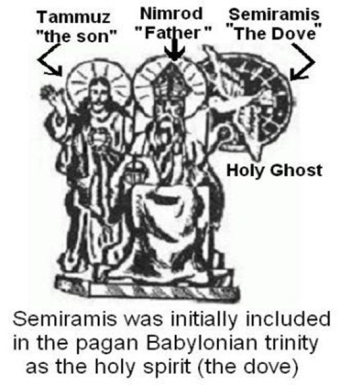 Tammuz
"the son"
Nimrod
"Father"
Semiramis
"The Dove"
Holy Ghost
Semiramis was initially included
in the pagan Babylonian trinity
as the holy spirit (the dove)